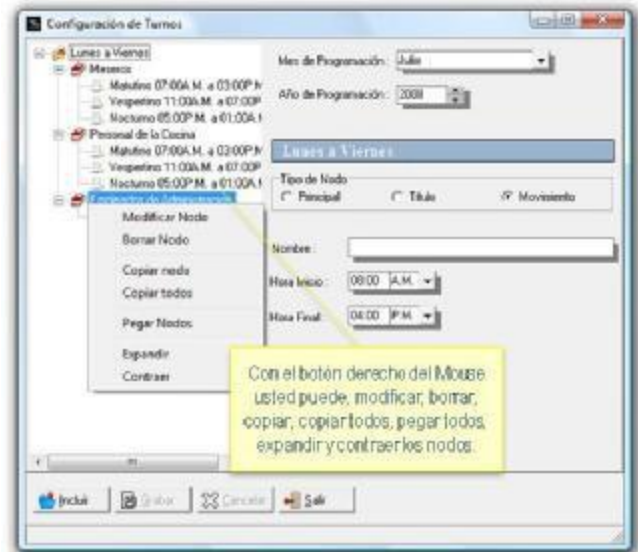 Configuración de Turnos
Lunes a Viernes
Meseros
Matutino 07:00A.M. a 03:00P.M
Vespertino 11:00A.M. a 07:00P
Nocturno 05:00P.M. a 01:00A.M
Personal de la Cocina
Matutino 07:00A.M. a 03:00P.M
Vespertino 11:00A.M. a 07:00P
Nocturno 05:00P.M. a 01:00A.M
Modificar Nodo
Borrar Nodo
Copiar nodo
Copiar todos
Pegar Nodos
Expandir
Contraer
Mes de Programación: Julio
Año de Programación: 2008
Lunes a Viernes
Tipo de Nodo
Principal Título Movimiento
Nombre:
Hora Inicio: 08:00 A.M.
Hora Final: 04:00 P.M.
Con el botón derecho del Mouse
usted puede, modificar, borrar,
copiar, copiar todos, pegar todos,
expandir y contraer los nodos.
Incluir Grabar Cancelar Salir